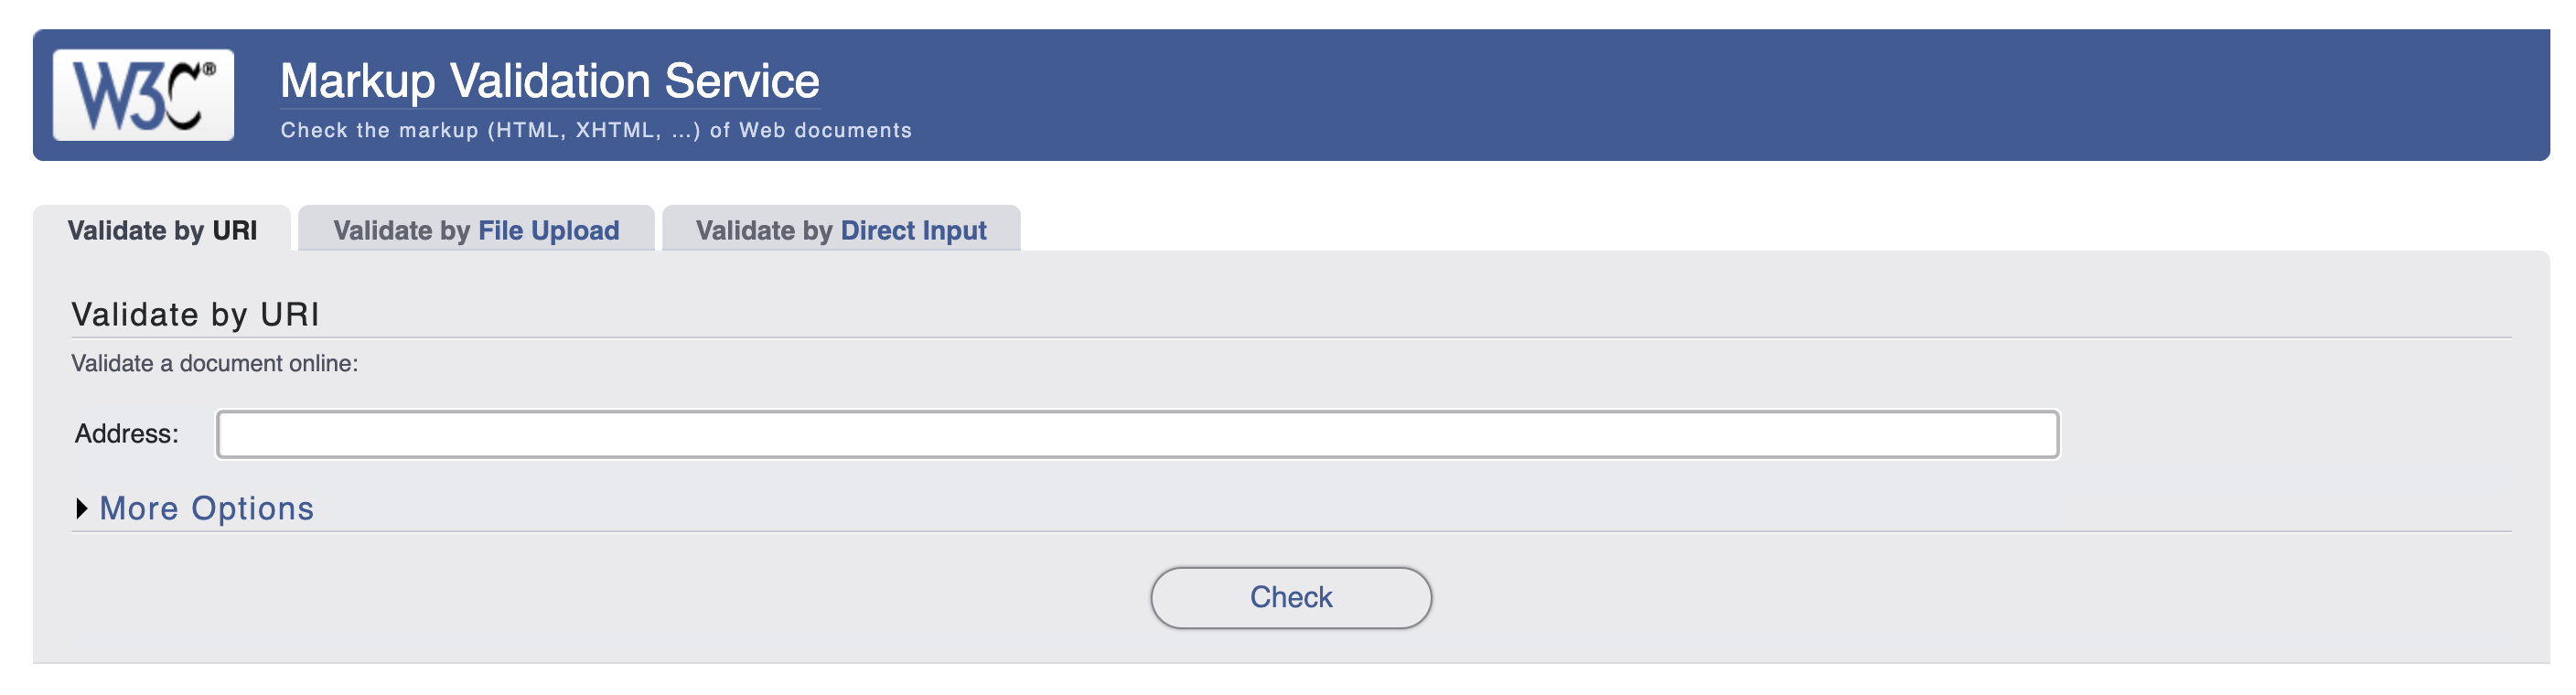 W3C®
Markup Validation Service
Check the markup (HTML, XHTML, ...) of Web documents
Validate by URI
Validate by File Upload
Validate by Direct Input
Validate by URI
Validate a document online:
Address:
More Options
Check